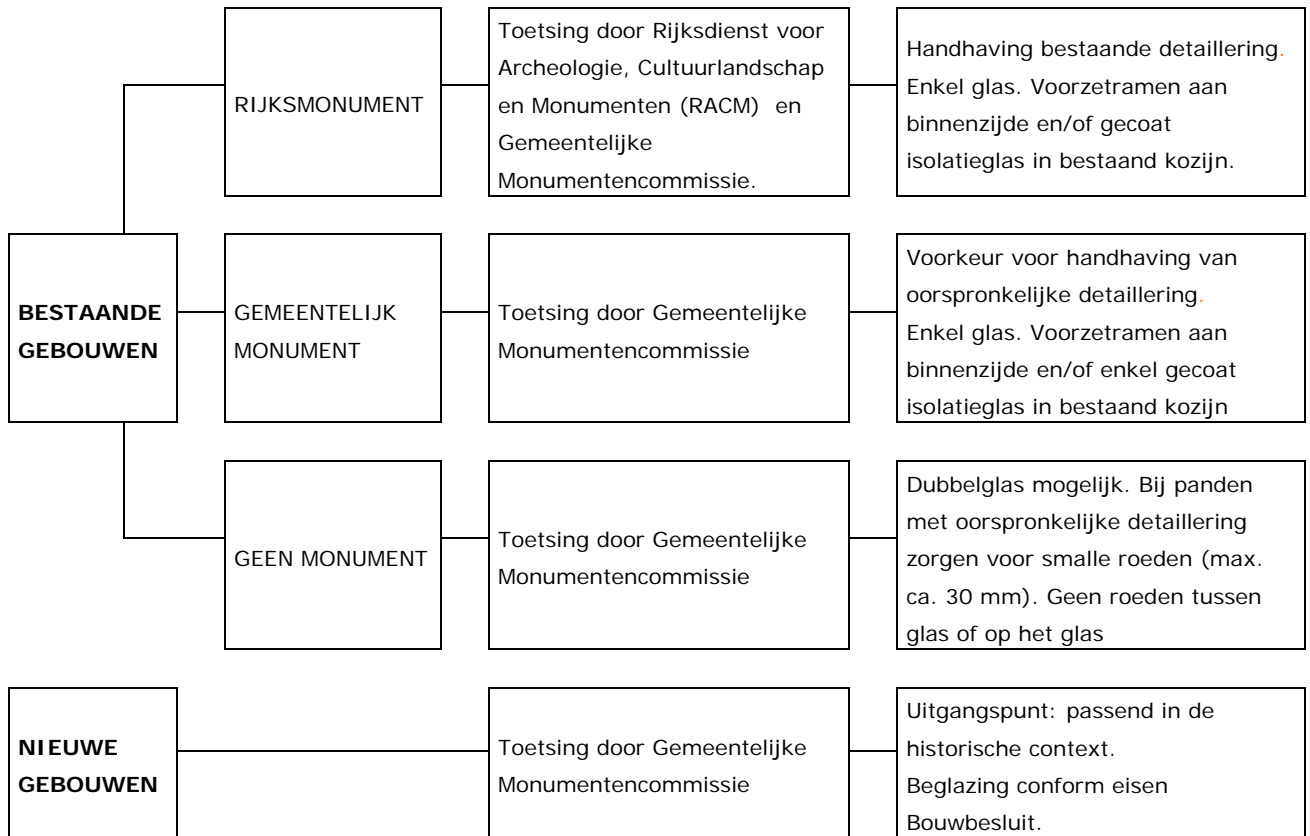 RIJKSMONUMENT
Toetsing door Rijksdienst voor
Archeologie, Cultuurlandschap
en Monumenten (RACM)  en
Gemeentelijke
Monumentencommissie.
Handhaving bestaande detaillering.
Enkel glas. Voorzetramen aan
binnenzijde en/of gecoat
isolatieglas in bestaand kozijn.
BESTAANDE
GEBOUWEN
GEMEENTELIJK
MONUMENT
Toetsing door Gemeentelijke
Monumentencommissie
Voorkeur voor handhaving van
oorspronkelijke detaillering.
Enkel glas. Voorzetramen aan
binnenzijde en/of enkel gecoat
isolatieglas in bestaand kozijn
GEEN MONUMENT
Toetsing door Gemeentelijke
Monumentencommissie
Dubbelglas mogelijk. Bij panden
met oorspronkelijke detaillering
zorgen voor smalle roeden (max.
ca. 30 mm). Geen roeden tussen
glas of op het glas
NIEUWE
GEBOUWEN
Toetsing door Gemeentelijke
Monumentencommissie
Uitgangspunt: passend in de
historische context.
Beglazing conform eisen
Bouwbesluit.